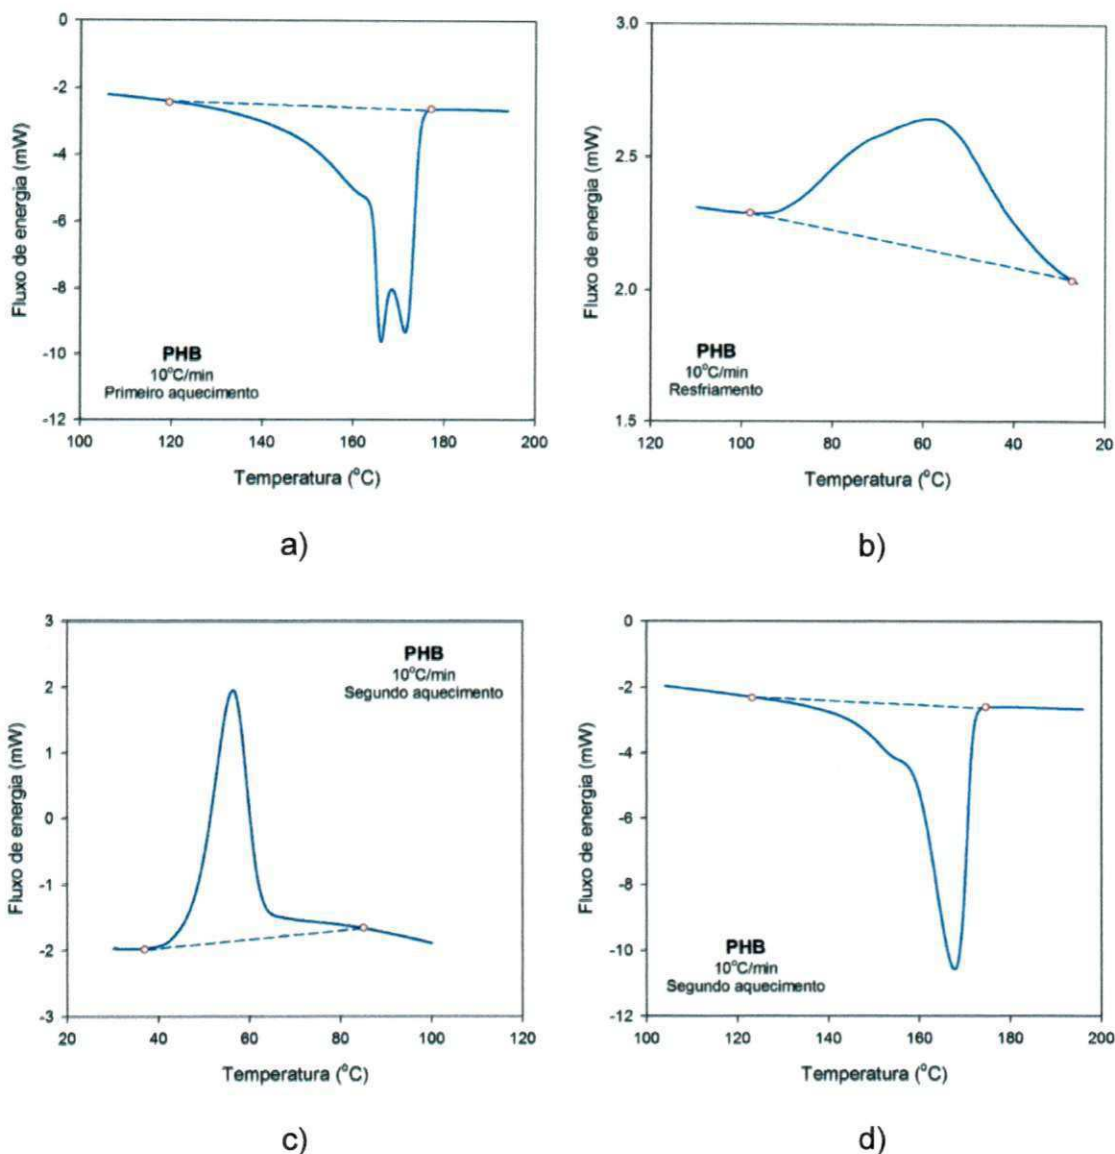 0
-2
-4
-6
-8
-10
-12
Fluxo de energia (mW)
PHB
10°C/min
Primeiro aquecimento
100 120 140 160 180 200
Temperatura (°C)
a)
3.0
2.5
2.0
1.5
Fluxo de energia (mW)
PHB
10°C/min
Resfriamento
120 100 80 60 40 20
Temperatura (°C)
b)
3
2
1
0
-1
-2
-3
Fluxo de energia (mW)
PHB
10°C/min
Segundo aquecimento
20 40 60 80 100 120
Temperatura (°C)
c)
0
-2
-4
-6
-8
-10
-12
Fluxo de energia (mW)
PHB
10°C/min
Segundo aquecimento
100 120 140 160 180 200
Temperatura (°C)
d)